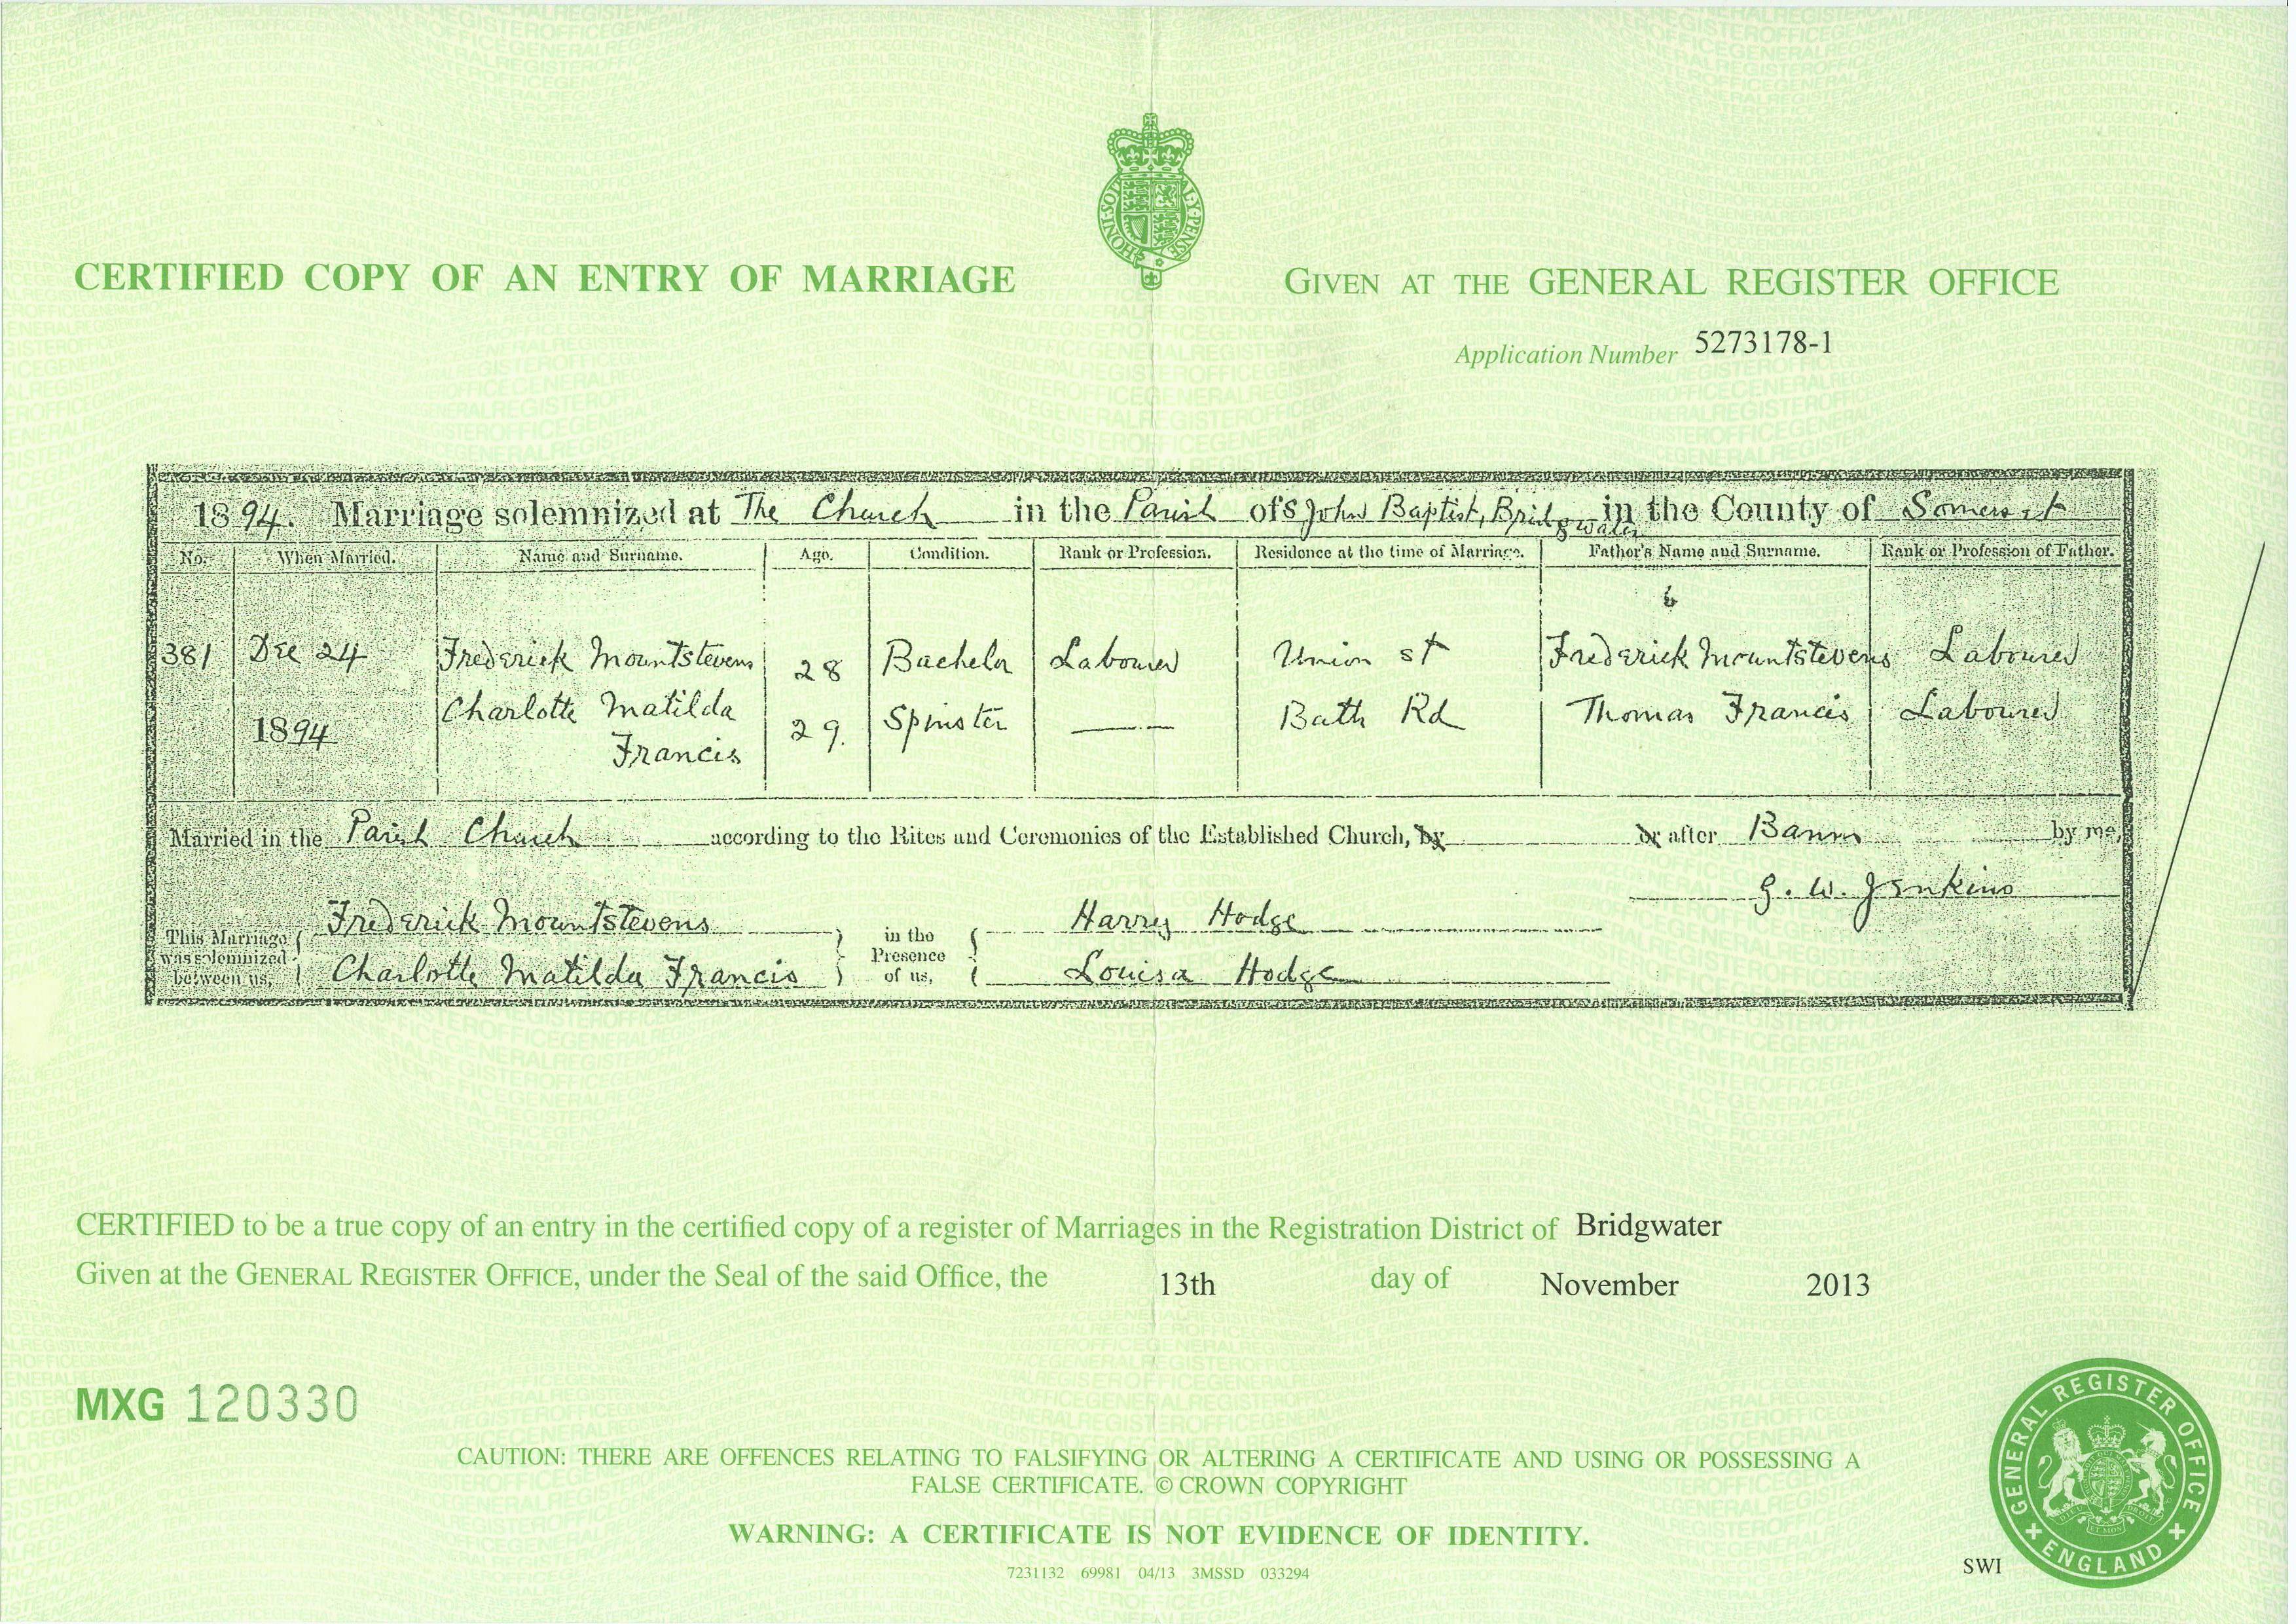 CERTIFIED COPY OF AN ENTRY OF MARRIAGE
GIVEN AT THE GENERAL REGISTER OFFICE
Application Number 5273178-1
1894. Marriage solemnized at The Church in the Parish of S John Baptist, Bridgwater in the County of Somerset
No. When Married. Name and Surname. Age. Condition. Rank or Profession. Residence at the time of Marriage. Father's Name and Surname. Rank or Profession of Father.
381 Dec 24 Frederick Mountstevens 28 Bachelor Labourer Union St Frederick Mountstevens Labourer
1894 Charlotte Matilda Francis 29. Spinster Bath Rd Thomas Francis Labourer
Married in the Parish Church according to the Rites and Ceremonies of the Established Church, by or after Banns by me,
G. W. Jenkins
This Marriage was solemnized between us,
Frederick Mountstevens
Charlotte Matilda Francis
in the Presence of us,
Harry Hodge
Louisa Hodge
CERTIFIED to be a true copy of an entry in the certified copy of a register of Marriages in the Registration District of Bridgwater
Given at the GENERAL REGISTER OFFICE, under the Seal of the said Office, the 13th day of November 2013
MXG 120330
CAUTION: THERE ARE OFFENCES RELATING TO FALSIFYING OR ALTERING A CERTIFICATE AND USING OR POSSESSING A
FALSE CERTIFICATE. © CROWN COPYRIGHT
WARNING: A CERTIFICATE IS NOT EVIDENCE OF IDENTITY.
7231132 69981 04/13 3MSSD 033294
SWI
GENERAL REGISTER OFFICE
ENGLAND